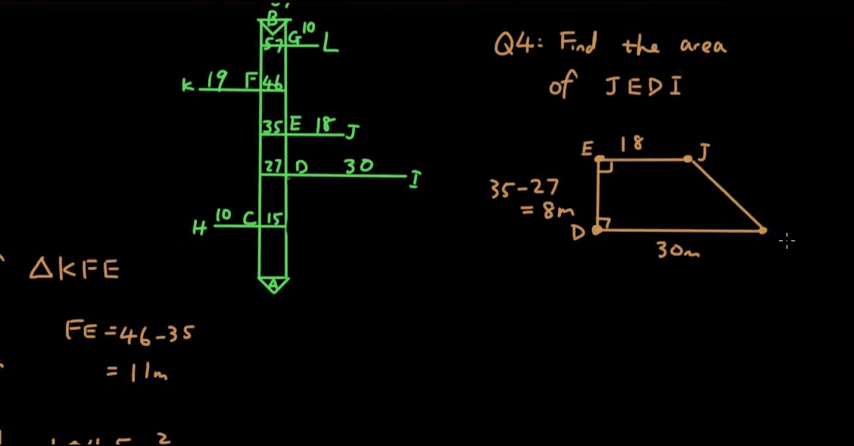 B
57 G 10 L
K 19 F 46
35 E 18 J
27 D 30 I
H 10 C 15
A
Q4: Find the area
of JEDI
E 18 J
35-27
= 8m
D
30m
ΔKFE
FE = 46-35
= 11m